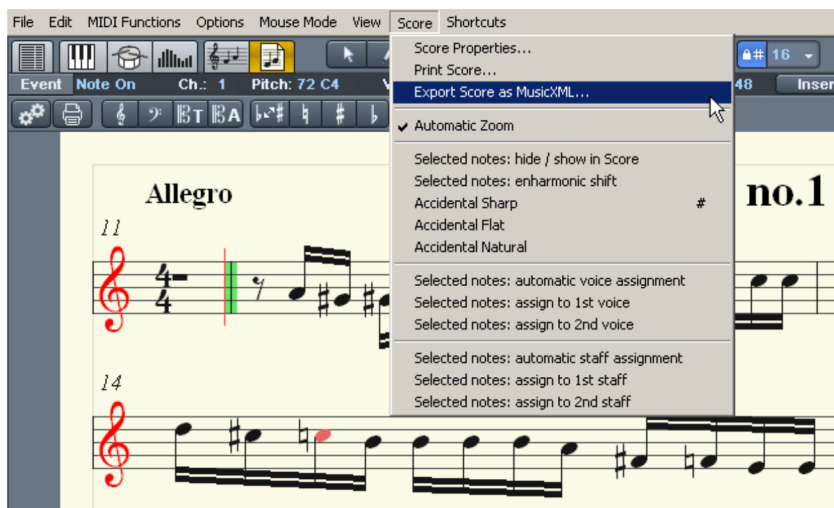 File Edit MIDI Functions Options Mouse Mode View Score Shortcuts
16
Event Note On Ch.: 1 Pitch: 72 C4 V 48 Inser
T A
Score Properties...
Print Score...
Export Score as MusicXML...
Automatic Zoom
Selected notes: hide / show in Score
Selected notes: enharmonic shift
Accidental Sharp #
Accidental Flat
Accidental Natural
Selected notes: automatic voice assignment
Selected notes: assign to 1st voice
Selected notes: assign to 2nd voice
Selected notes: automatic staff assignment
Selected notes: assign to 1st staff
Selected notes: assign to 2nd staff
Allegro no.1
11
4
4
14